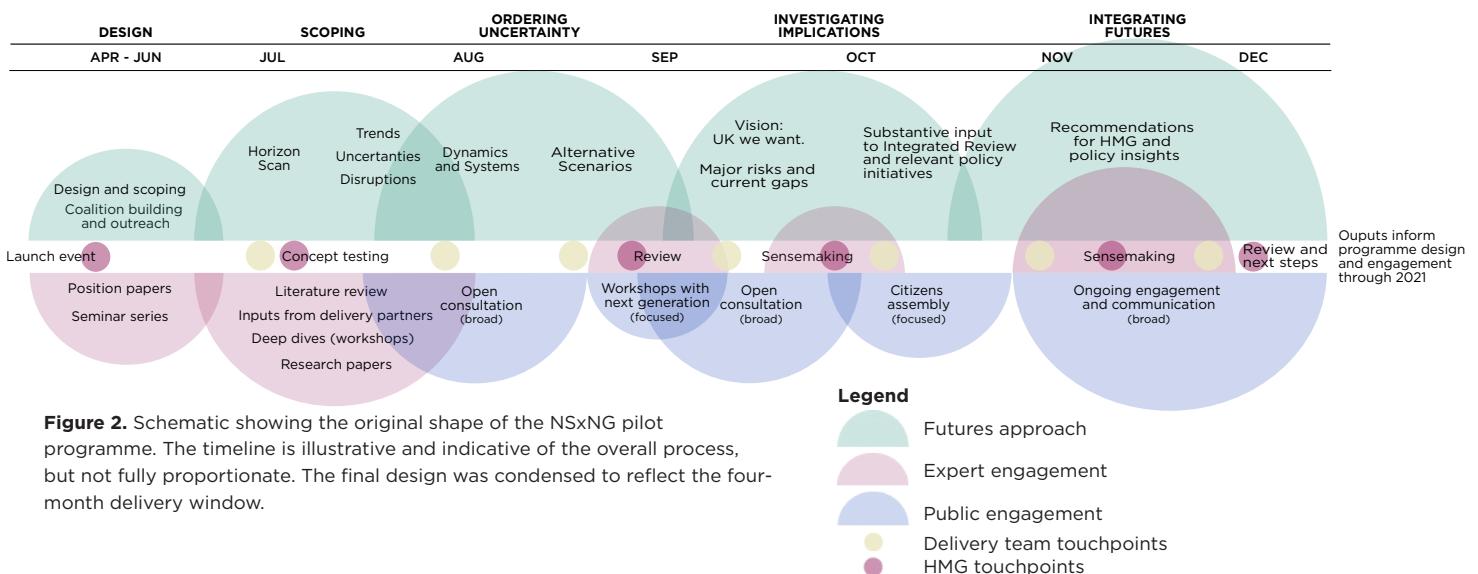 DESIGN
SCOPING
ORDERING
UNCERTAINTY
INVESTIGATING
IMPLICATIONS
INTEGRATING
FUTURES
APR - JUN
JUL
AUG
SEP
OCT
NOV
DEC
Design and scoping
Coalition building
and outreach
Horizon
Scan
Trends
Uncertanties
Disruptions
Dynamics
and Systems
Alternative
Scenarios
Vision:
UK we want.
Major risks and
current gaps
Substantive input
to Integrated Review
and relevant policy
initiatives
Recommendations
for HMG and
policy insights
Launch event
Concept testing
Review
Sensemaking
Sensemaking
Review and
next steps
Ouputs inform
programme design
and engagement
through 2021
Position papers
Seminar series
Literature review
Inputs from delivery partners
Deep dives (workshops)
Research papers
Open
consultation
(broad)
Workshops with
next generation
(focused)
Open
consultation
(broad)
Citizens
assembly
(focused)
Ongoing engagement
and communication
(broad)
Figure 2. Schematic showing the original shape of the NSxNG pilot
programme. The timeline is illustrative and indicative of the overall process,
but not fully proportionate. The final design was condensed to reflect the four-
month delivery window.
Legend
Futures approach
Expert engagement
Public engagement
Delivery team touchpoints
HMG touchpoints